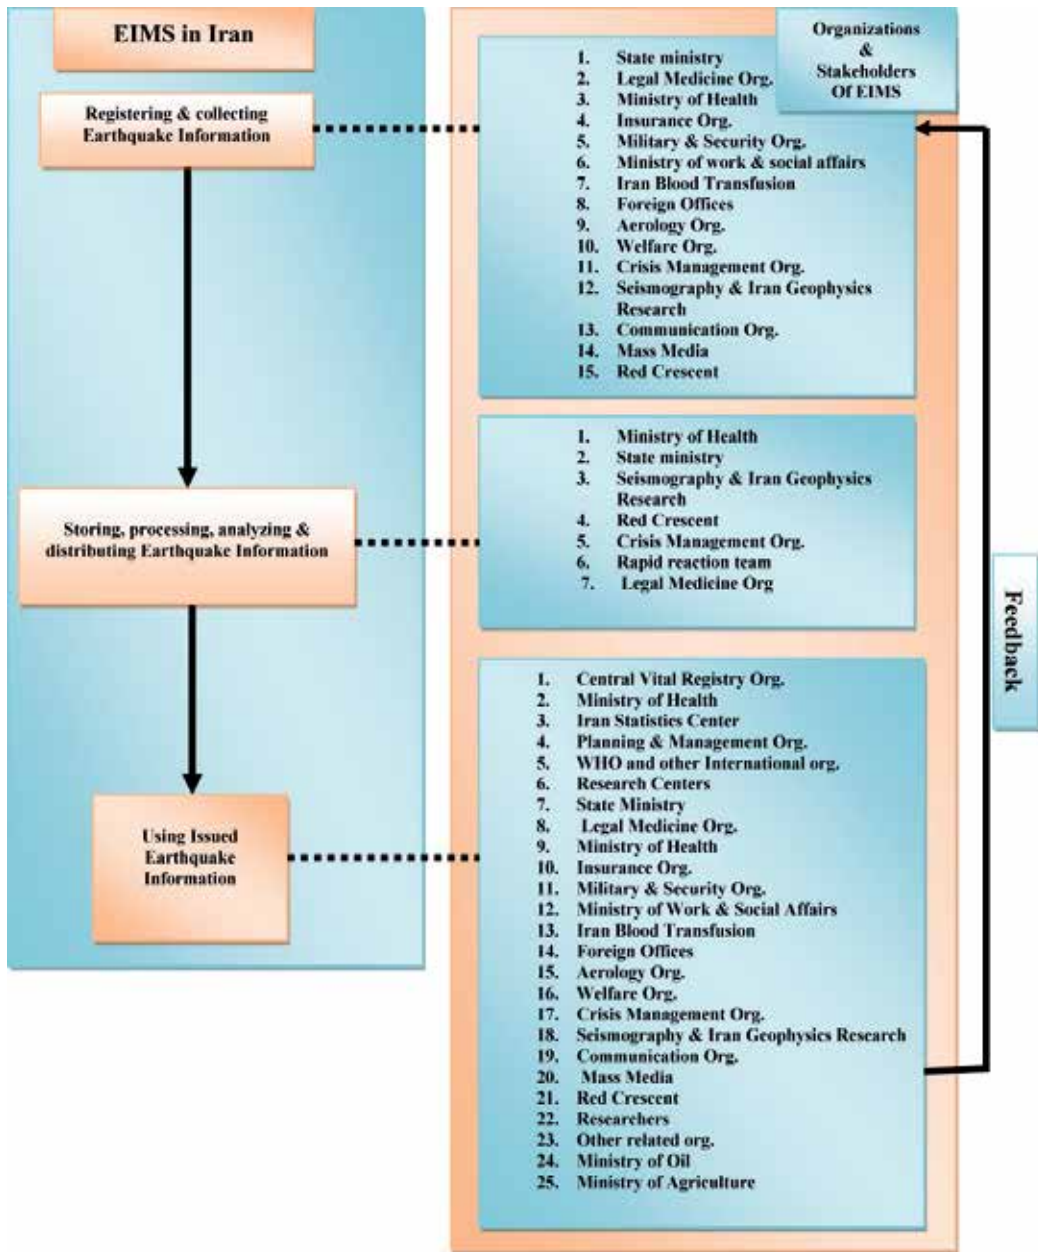 EIMS in Iran
Registering & collecting
Earthquake Information
Storing, processing, analyzing &
distributing Earthquake Information
Using Issued
Earthquake
Information
Organizations
&
Stakeholders
Of EIMS
1. State ministry
2. Legal Medicine Org.
3. Ministry of Health
4. Insurance Org.
5. Military & Security Org.
6. Ministry of work & social affairs
7. Iran Blood Transfusion
8. Foreign Offices
9. Aerology Org.
10. Welfare Org.
11. Crisis Management Org.
12. Seismography & Iran Geophysics
Research
13. Communication Org.
14. Mass Media
15. Red Crescent
1. Ministry of Health
2. State ministry
3. Seismography & Iran Geophysics
Research
4. Red Crescent
5. Crisis Management Org.
6. Rapid reaction team
7. Legal Medicine Org
1. Central Vital Registry Org.
2. Ministry of Health
3. Iran Statistics Center
4. Planning & Management Org.
5. WHO and other International org.
6. Research Centers
7. State Ministry
8. Legal Medicine Org.
9. Ministry of Health
10. Insurance Org.
11. Military & Security Org.
12. Ministry of Work & Social Affairs
13. Iran Blood Transfusion
14. Foreign Offices
15. Aerology Org.
16. Welfare Org.
17. Crisis Management Org.
18. Seismography & Iran Geophysics Research
19. Communication Org.
20. Mass Media
21. Red Crescent
22. Researchers
23. Other related org.
24. Ministry of Oil
25. Ministry of Agriculture
Feedback